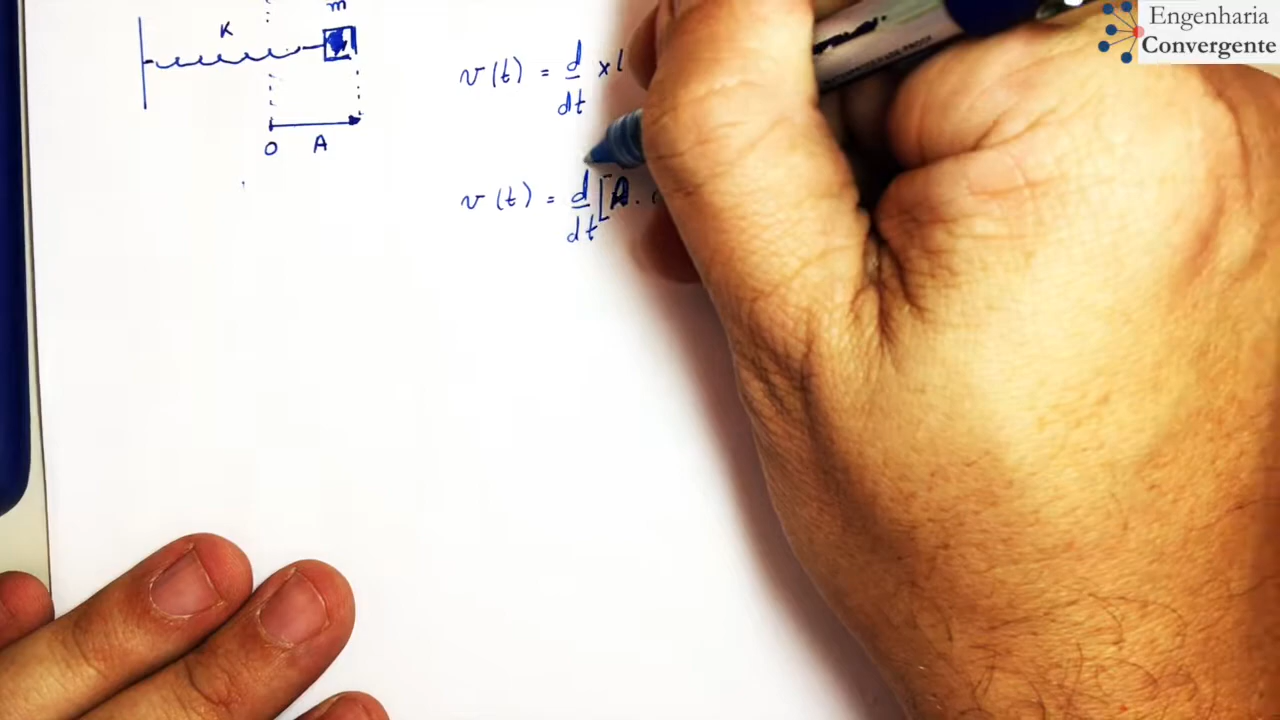 Engenharia
Convergente
K
m
0
A
v(t) = d/dt x(
v(t) = d/dt [A.